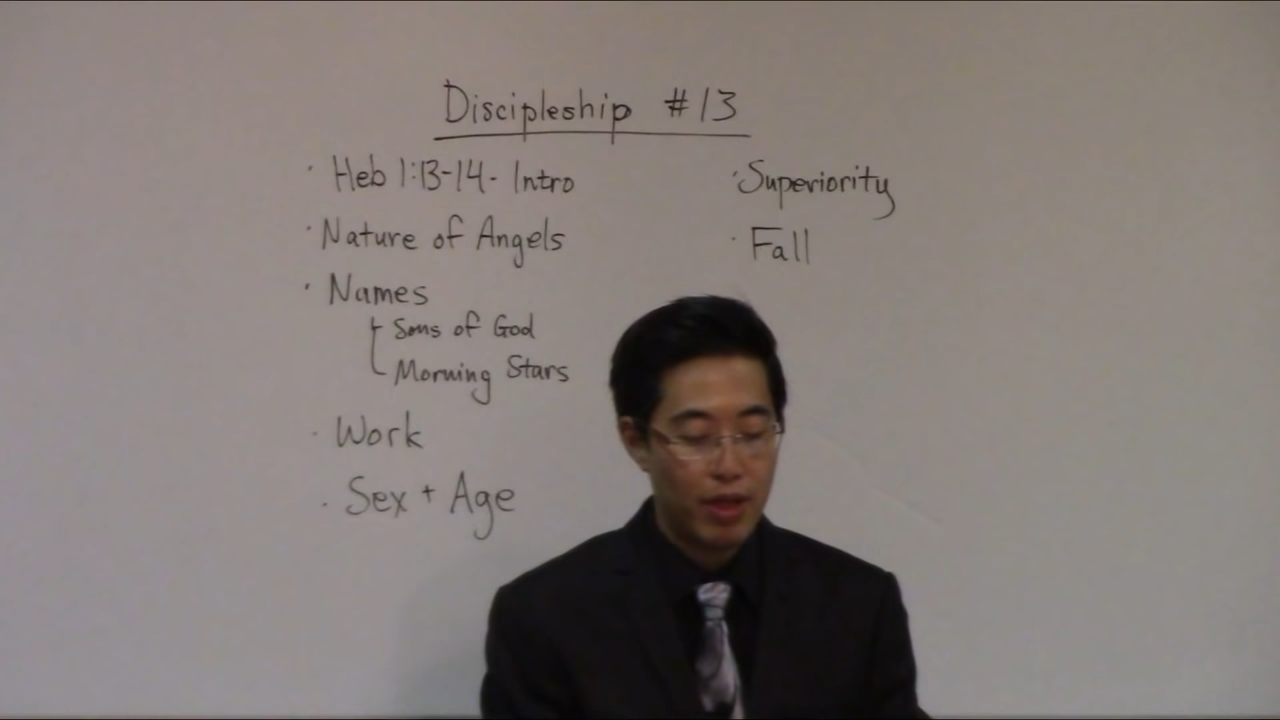 Discipleship #13
· Heb 1:13-14 - Intro
· Nature of Angels
· Names
- Sons of God
- Morning Stars
· Work
· Sex + Age
· Superiority
· Fall